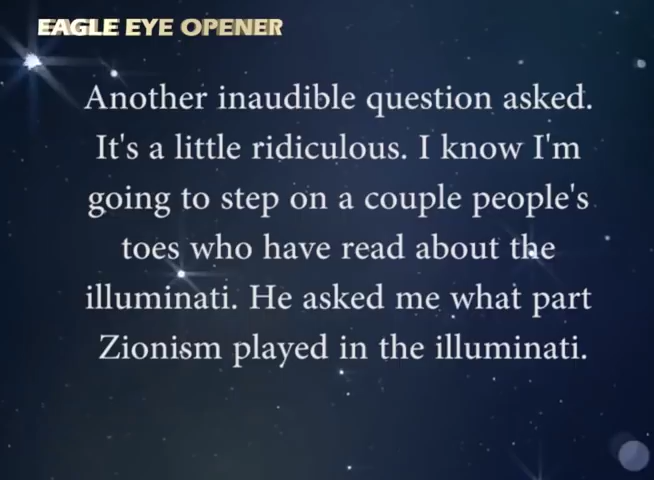 EAGLE EYE OPENER
Another inaudible question asked.
It's a little ridiculous. I know I'm
going to step on a couple people's
toes who have read about the
illuminati. He asked me what part
Zionism played in the illuminati.